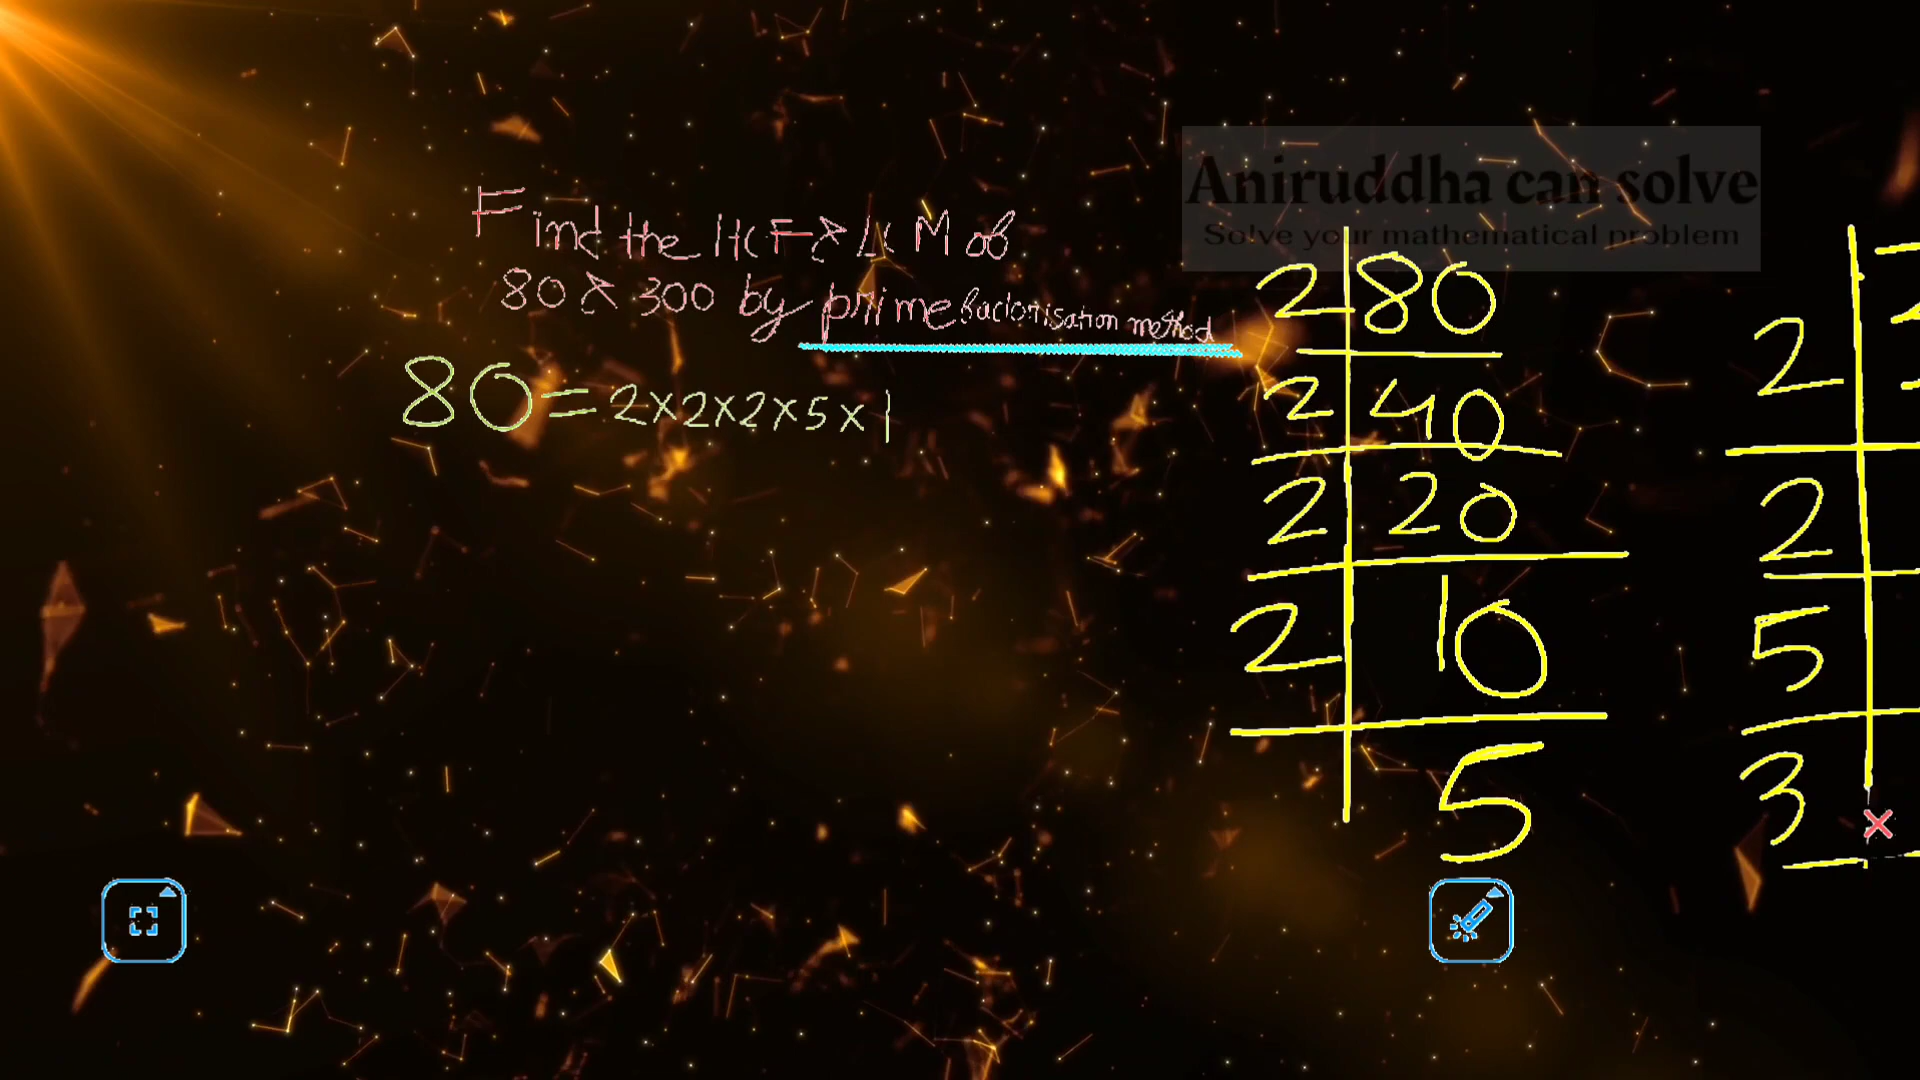 Aniruddha can solve
Solve your mathematical problem
Find the HCF & LCM of
80 & 300 by prime factorisation method
80 = 2×2×2×5×1
2 80
2 40
2 20
2 10
5
2
2
5
3